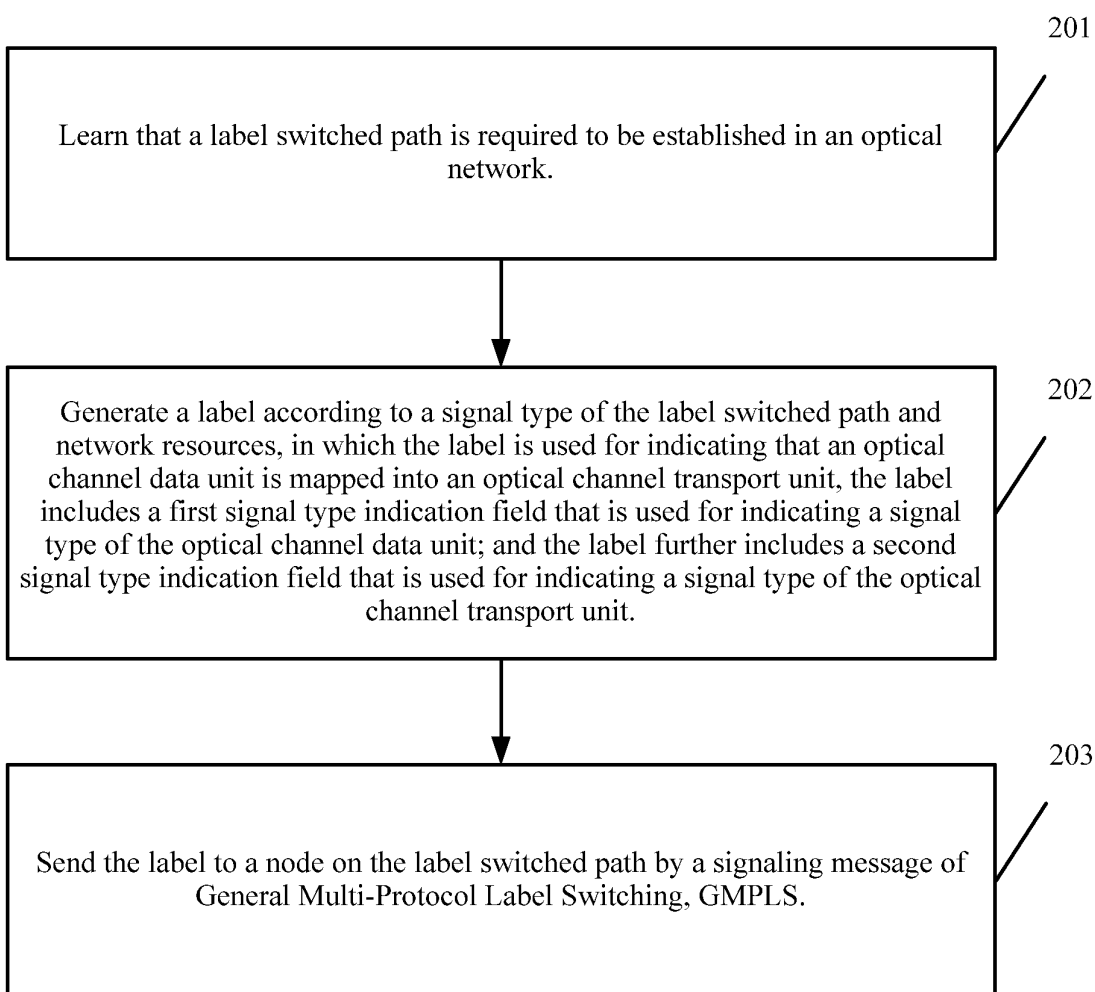 201
Learn that a label switched path is required to be established in an optical
network.
202
Generate a label according to a signal type of the label switched path and
network resources, in which the label is used for indicating that an optical
channel data unit is mapped into an optical channel transport unit, the label
includes a first signal type indication field that is used for indicating a signal
type of the optical channel data unit; and the label further includes a second
signal type indication field that is used for indicating a signal type of the optical
channel transport unit.
203
Send the label to a node on the label switched path by a signaling message of
General Multi-Protocol Label Switching, GMPLS.